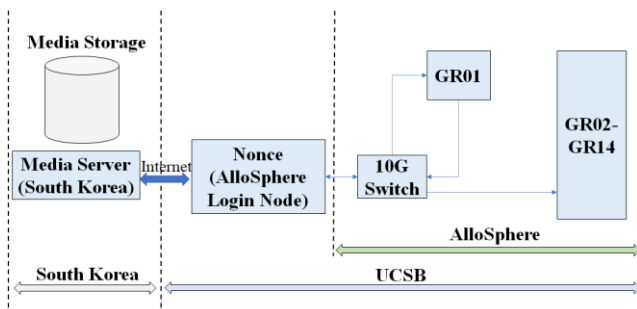 Media Storage
Media Server
(South Korea)
Internet
Nonce
(AlloSphere
Login Node)
10G
Switch
GR01
GR02-
GR14
AlloSphere
South Korea
UCSB